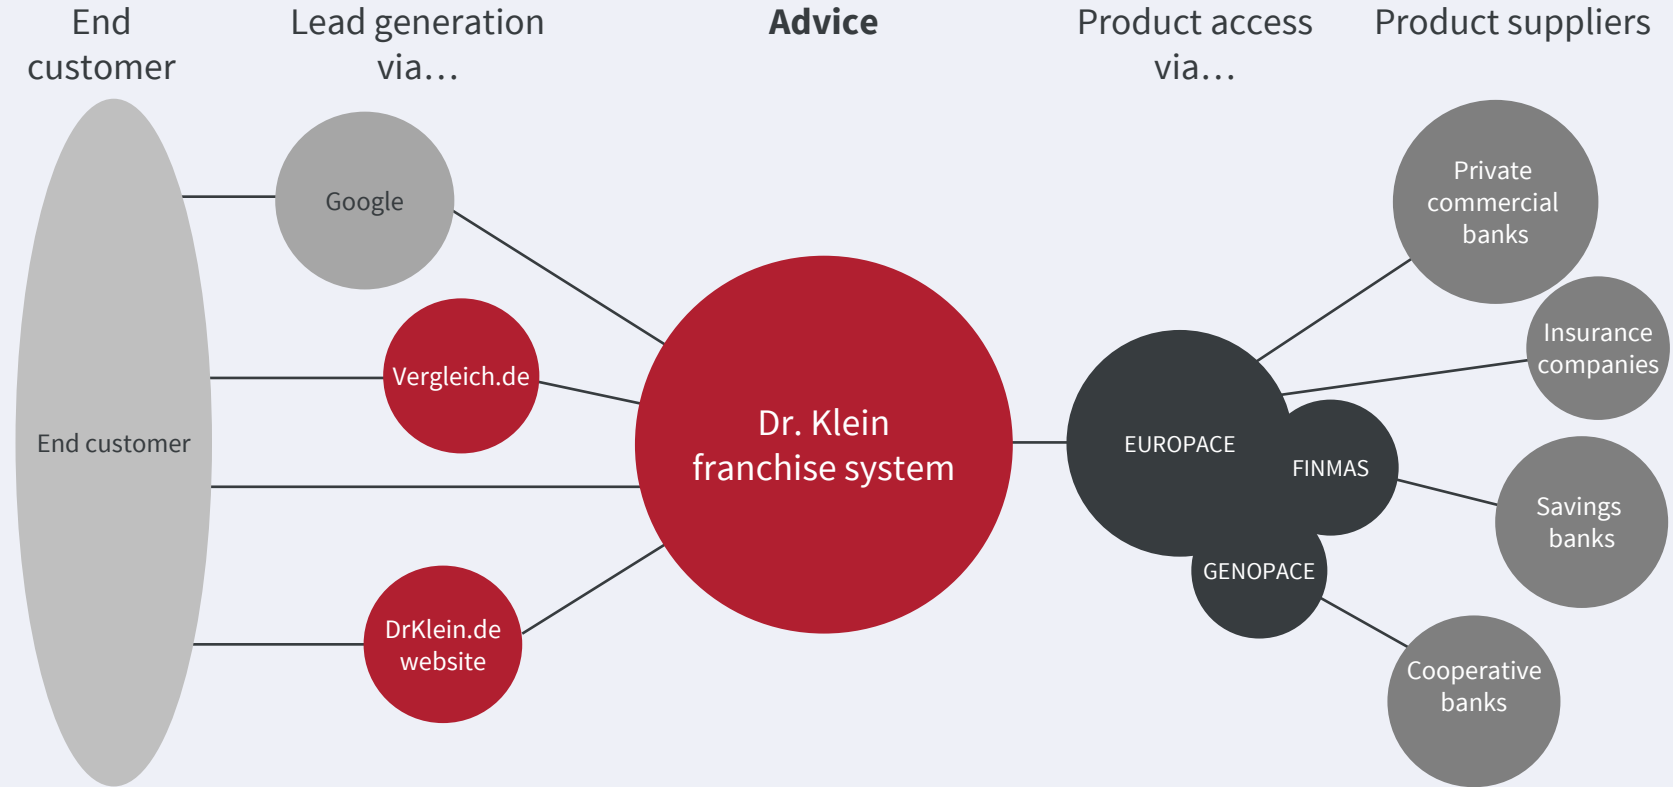 End
customer
Lead generation
via…
Advice
Product access
via…
Product suppliers
End customer
Google
Vergleich.de
DrKlein.de
website
Dr. Klein
franchise system
EUROPACE
FINMAS
GENOPACE
Private
commercial
banks
Insurance
companies
Savings
banks
Cooperative
banks